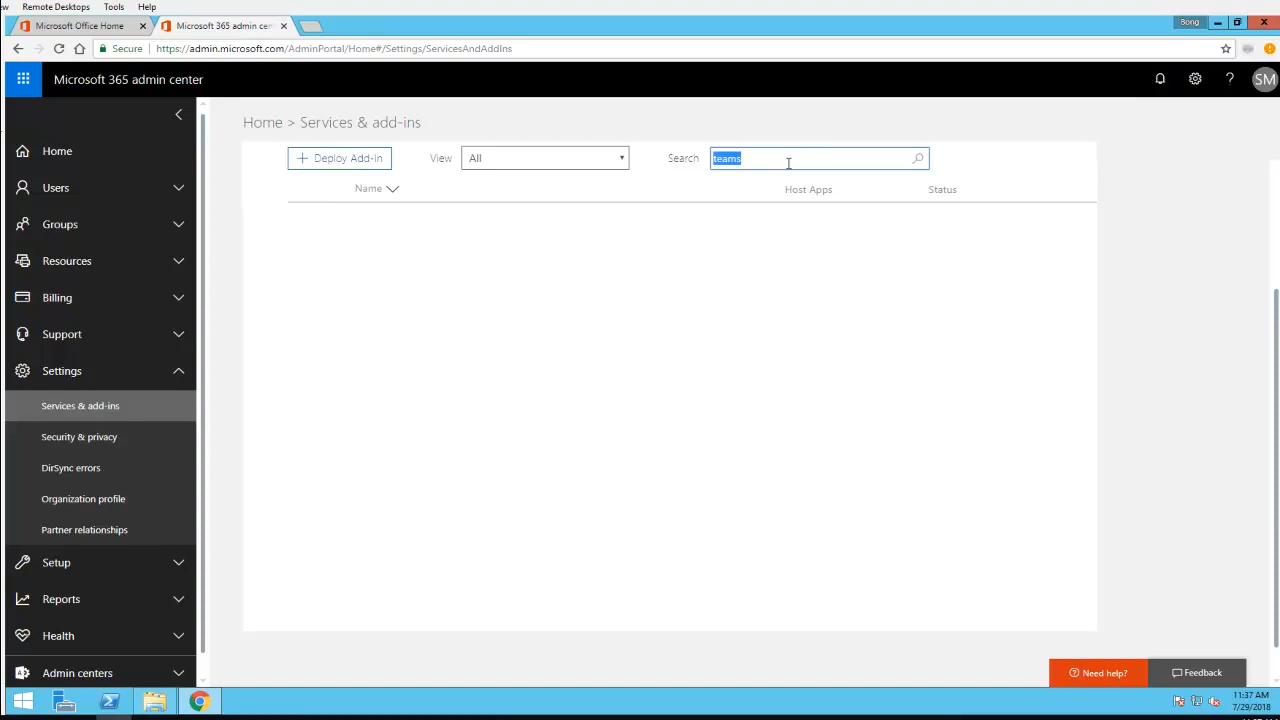 Remote Desktops Tools Help
Microsoft Office Home
Microsoft 365 admin cen
Bong
Secure
https://admin.microsoft.com/AdminPortal/Home#/Settings/ServicesAndAddIns
Microsoft 365 admin center
?
SM
Home > Services & add-ins
+ Deploy Add-In
View
All
Search
teams
Name
Host Apps
Status
Home
Users
Groups
Resources
Billing
Support
Settings
Services & add-ins
Security & privacy
DirSync errors
Organization profile
Partner relationships
Setup
Reports
Health
Admin centers
Need help?
Feedback
11:37 AM
7/29/2018